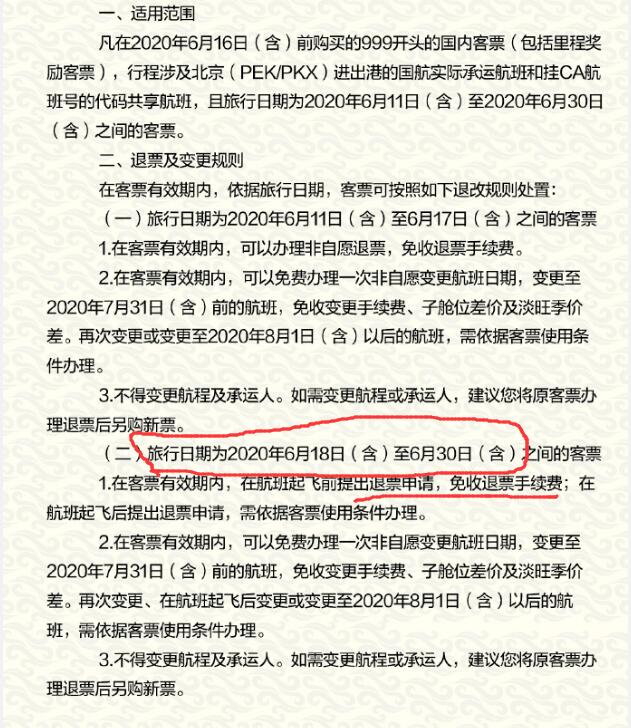 一、适用范围
凡在2020年6月16日（含）前购买的999开头的国内客票（包括里程奖
励客票），行程涉及北京（PEK/PKX）进出港的国航实际承运航班和挂CA航
班号的代码共享航班，且旅行日期为2020年6月11日（含）至2020年6月30日
（含）之间的客票。
二、退票及变更规则
在客票有效期内，依据旅行日期，客票可按照如下退改规则处置：
（一）旅行日期为2020年6月11日（含）至6月17日（含）之间的客票
1.在客票有效期内，可以办理非自愿退票，免收退票手续费。
2.在客票有效期内，可以免费办理一次非自愿变更航班日期，变更至
2020年7月31日（含）前的航班，免收变更手续费、子舱位差价及淡旺季价
差。再次变更或变更至2020年8月1日（含）以后的航班，需依据客票使用条
件办理。
3.不得变更航程及承运人。如需变更航程或承运人，建议您将原客票办
理退票后另购新票。
（二）旅行日期为2020年6月18日（含）至6月30日（含）之间的客票
1.在客票有效期内，在航班起飞前提出退票申请，免收退票手续费；在
航班起飞后提出退票申请，需依据客票使用条件办理。
2.在客票有效期内，可以免费办理一次非自愿变更航班日期，变更至
2020年7月31日（含）前的航班，免收变更手续费、子舱位差价及淡旺季价
差。再次变更、在航班起飞后变更或变更至2020年8月1日（含）以后的航
班，需依据客票使用条件办理。
3.不得变更航程及承运人。如需变更航程或承运人，建议您将原客票办
理退票后另购新票。